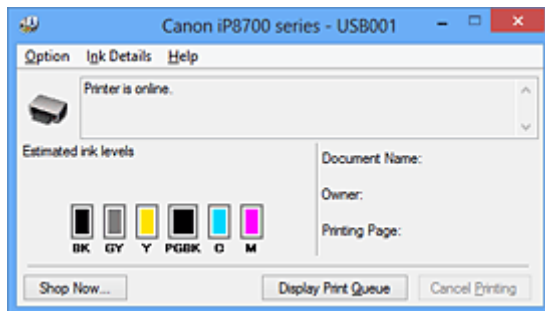 Canon iP8700 series - USB001
Option Ink Details Help
Printer is online.
Estimated ink levels
Document Name:
Owner:
Printing Page:
BK GY Y PGBK C M
Shop Now... Display Print Queue Cancel Printing